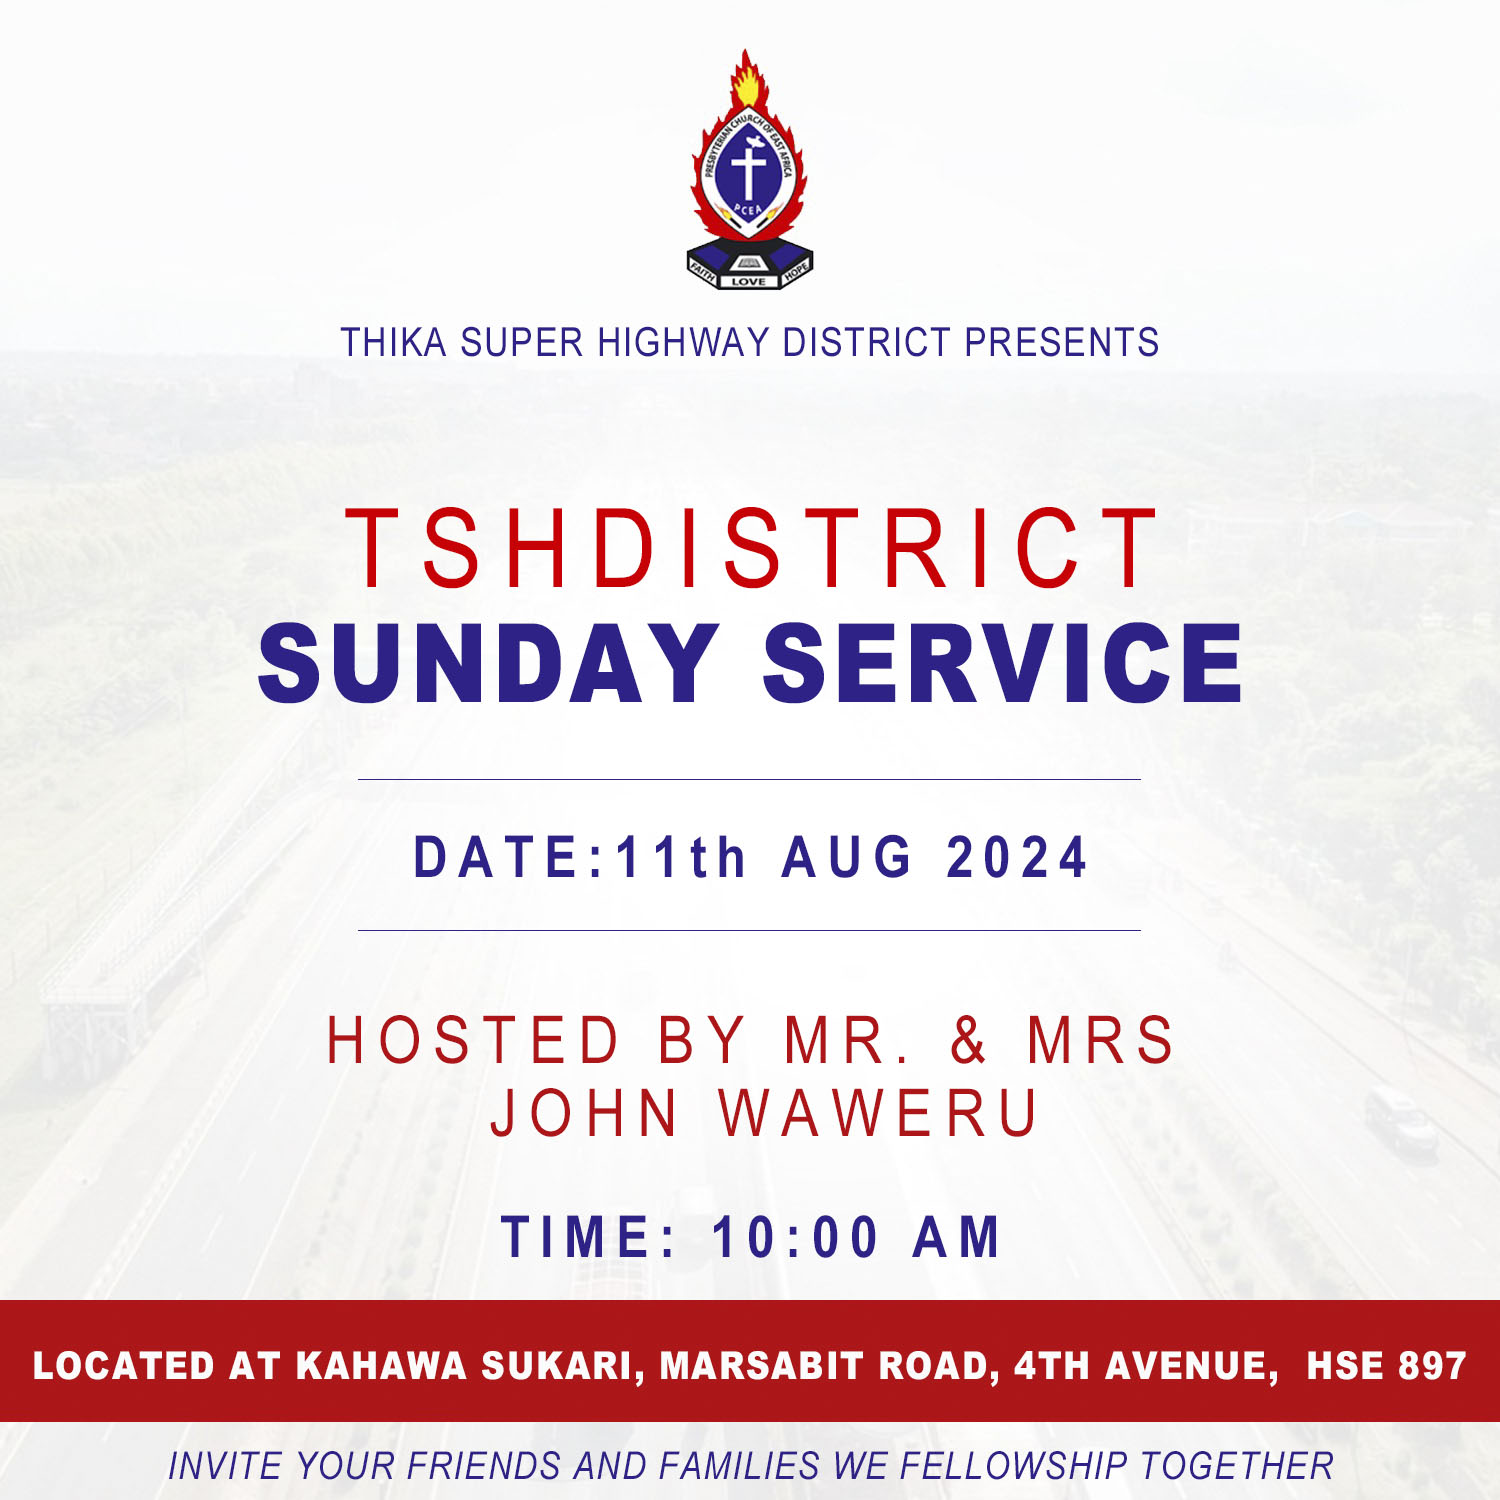 PRESBYTERIAN CHURCH OF EAST AFRICA
PCEA
FAITH
LOVE
HOPE
THIKA SUPER HIGHWAY DISTRICT PRESENTS
TSHDISTRICT
SUNDAY SERVICE
DATE:11th AUG 2024
HOSTED BY MR. & MRS
JOHN WAWERU
TIME: 10:00 AM
LOCATED AT KAHAWA SUKARI, MARSABIT ROAD, 4TH AVENUE,  HSE 897
INVITE YOUR FRIENDS AND FAMILIES WE FELLOWSHIP TOGETHER